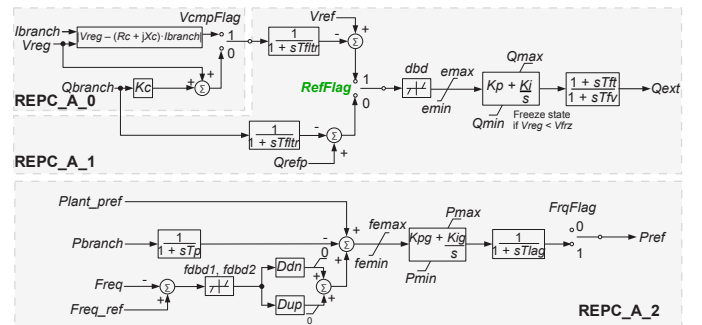 VcmpFlag
Ibranch
Vreg
|Vreg – (Rc + jXc)·Ibranch|
1
0
Qbranch
Kc
+
+
Σ
REPC_A_0
Vref
1
1 + sTfltr
+
-
Σ
RefFlag
1
0
dbd
emax
emin
Qmax
Kp + Ki
s
Qmin
Freeze state
if Vreg < Vfrz
1 + sTft
1 + sTfv
Qext
1
1 + sTfltr
-
Σ
+
Qrefp
REPC_A_1
Plant_pref
Pbranch
1
1 + sTp
+
-
Σ
+
femax
femin
Pmax
Kpg + Kig
s
Pmin
1
1 + sTlag
FrqFlag
0
1
Pref
Freq
-
Σ
+
Freq_ref
fdbd1, fdbd2
Ddn
0
Dup
0
+
Σ
+
REPC_A_2